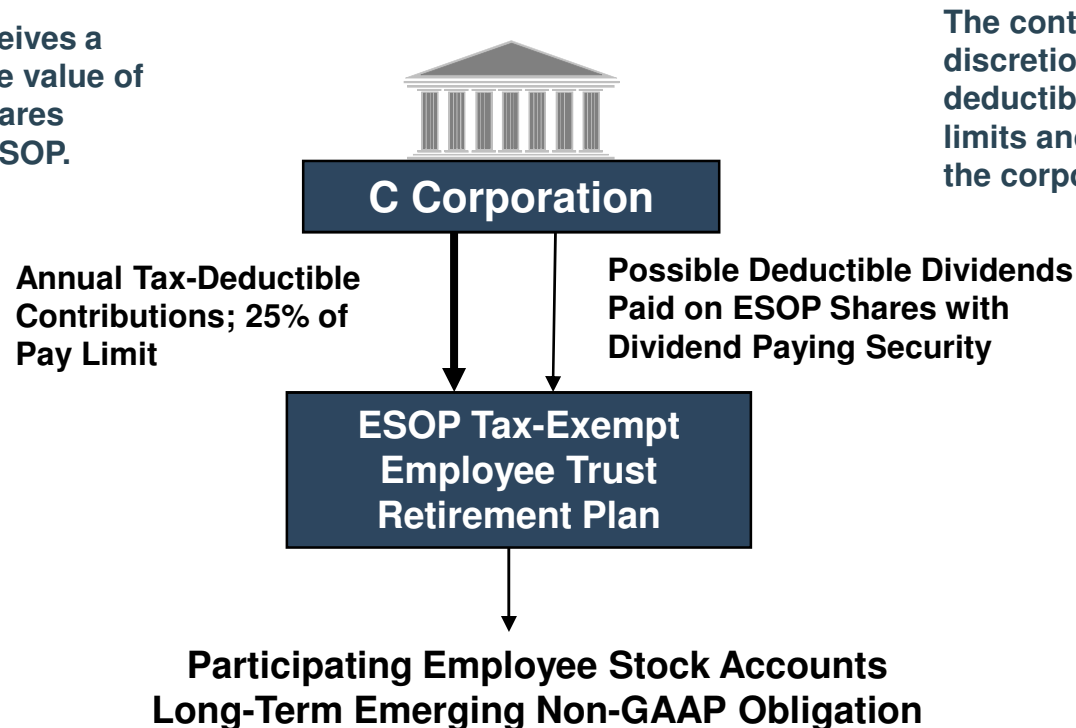 eives a
e value of
ares
SOP.
The cont
discretio
deductib
limits and
the corpo
C Corporation
Annual Tax-Deductible
Contributions; 25% of
Pay Limit
Possible Deductible Dividends
Paid on ESOP Shares with
Dividend Paying Security
ESOP Tax-Exempt
Employee Trust
Retirement Plan
Participating Employee Stock Accounts
Long-Term Emerging Non-GAAP Obligation